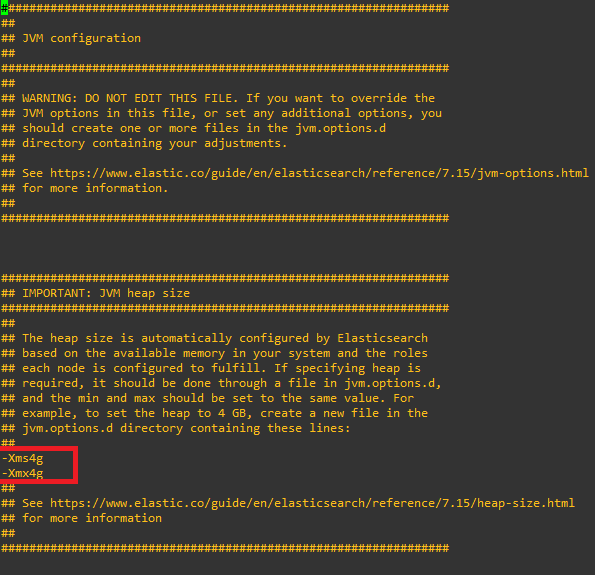 ################################################################
##
## JVM configuration
##
################################################################
##
## WARNING: DO NOT EDIT THIS FILE. If you want to override the
## JVM options in this file, or set any additional options, you
## should create one or more files in the jvm.options.d
## directory containing your adjustments.
##
## See https://www.elastic.co/guide/en/elasticsearch/reference/7.15/jvm-options.html
## for more information.
##
################################################################
################################################################
## IMPORTANT: JVM heap size
################################################################
##
## The heap size is automatically configured by Elasticsearch
## based on the available memory in your system and the roles
## each node is configured to fulfill. If specifying heap is
## required, it should be done through a file in jvm.options.d,
## and the min and max should be set to the same value. For
## example, to set the heap to 4 GB, create a new file in the
## jvm.options.d directory containing these lines:
##
-Xms4g
-Xmx4g
##
## See https://www.elastic.co/guide/en/elasticsearch/reference/7.15/heap-size.html
## for more information
##
################################################################